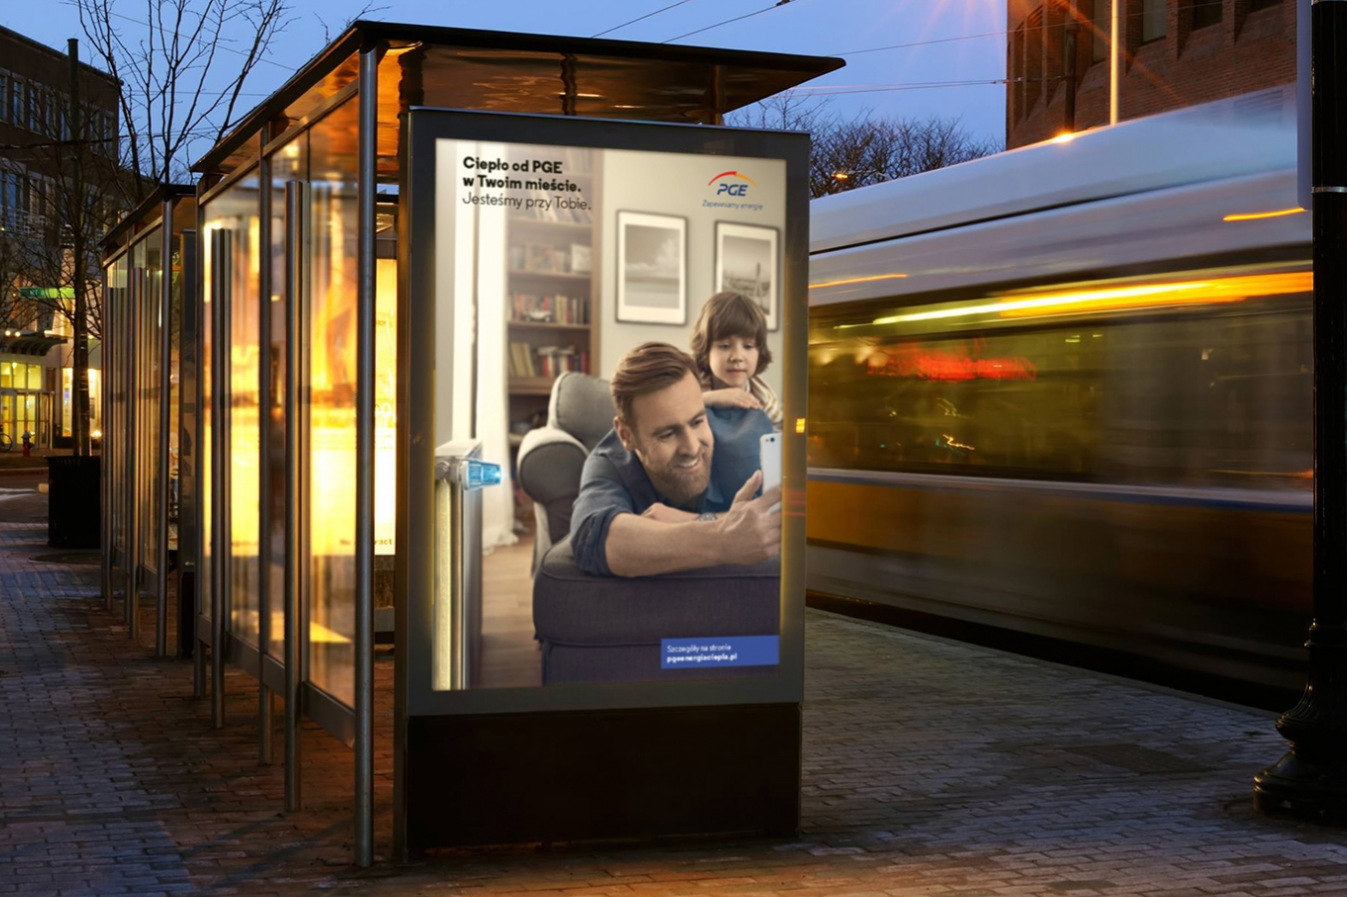 Ciepło od PGE
w Twoim mieście.
Jesteśmy przy Tobie.
PGE
Zapewniamy energię
Szczegóły na stronie
pgeenergiaciepla.pl